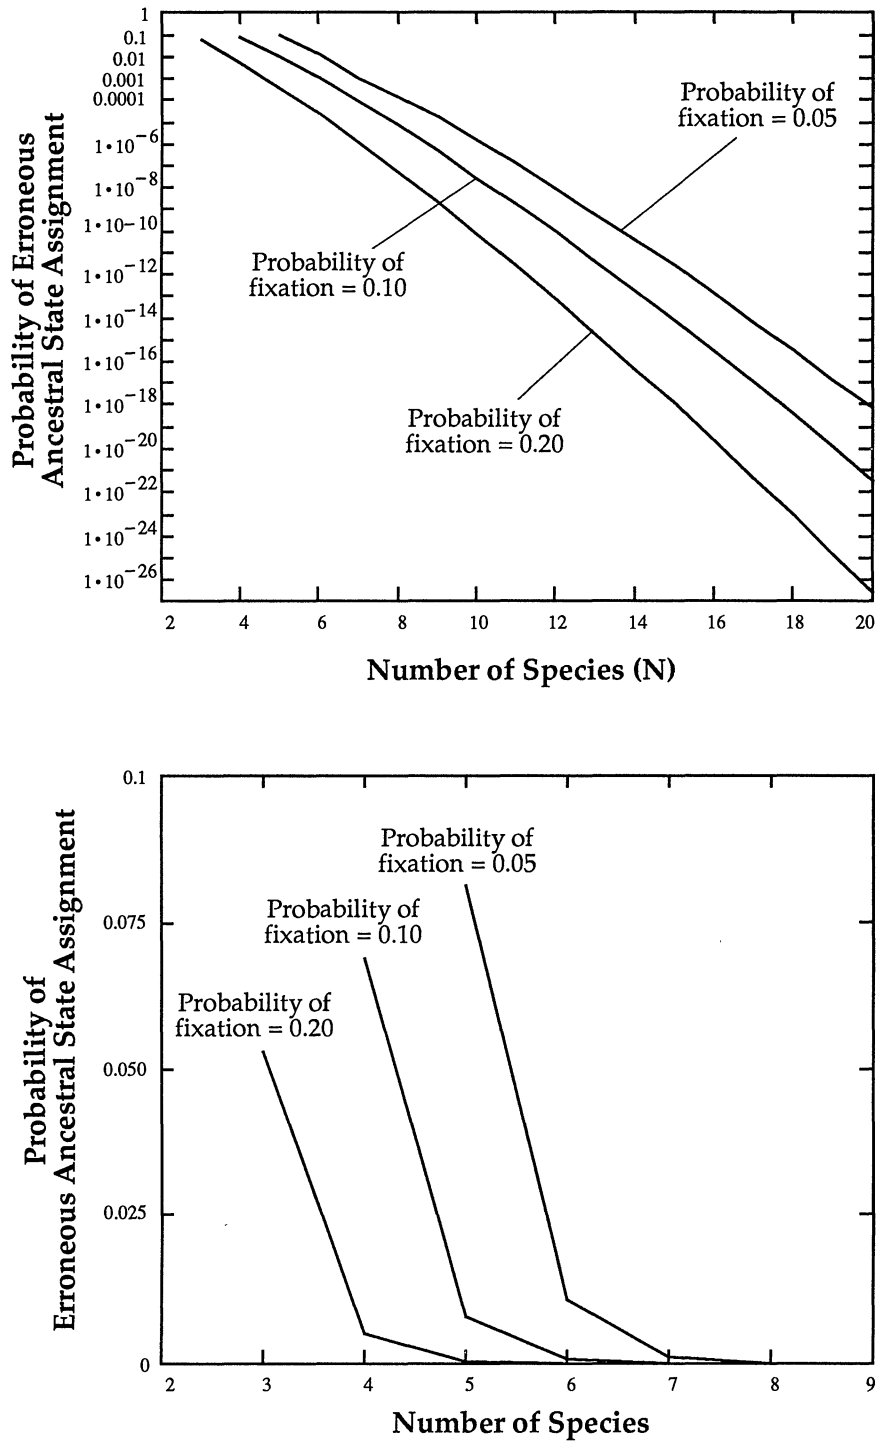 1
0.1
0.01
0.001
0.0001
1•10⁻⁶
1•10⁻⁸
1•10⁻¹⁰
1•10⁻¹²
1•10⁻¹⁴
1•10⁻¹⁶
1•10⁻¹⁸
1•10⁻²⁰
1•10⁻²²
1•10⁻²⁴
1•10⁻²⁶
Probability of Erroneous
Ancestral State Assignment
Probability of
fixation = 0.05
Probability of
fixation = 0.10
Probability of
fixation = 0.20
2 4 6 8 10 12 14 16 18 20
Number of Species (N)
0.1
0.075
0.050
0.025
0
Probability of
Erroneous Ancestral State Assignment
Probability of
fixation = 0.05
Probability of
fixation = 0.10
Probability of
fixation = 0.20
2 3 4 5 6 7 8 9
Number of Species